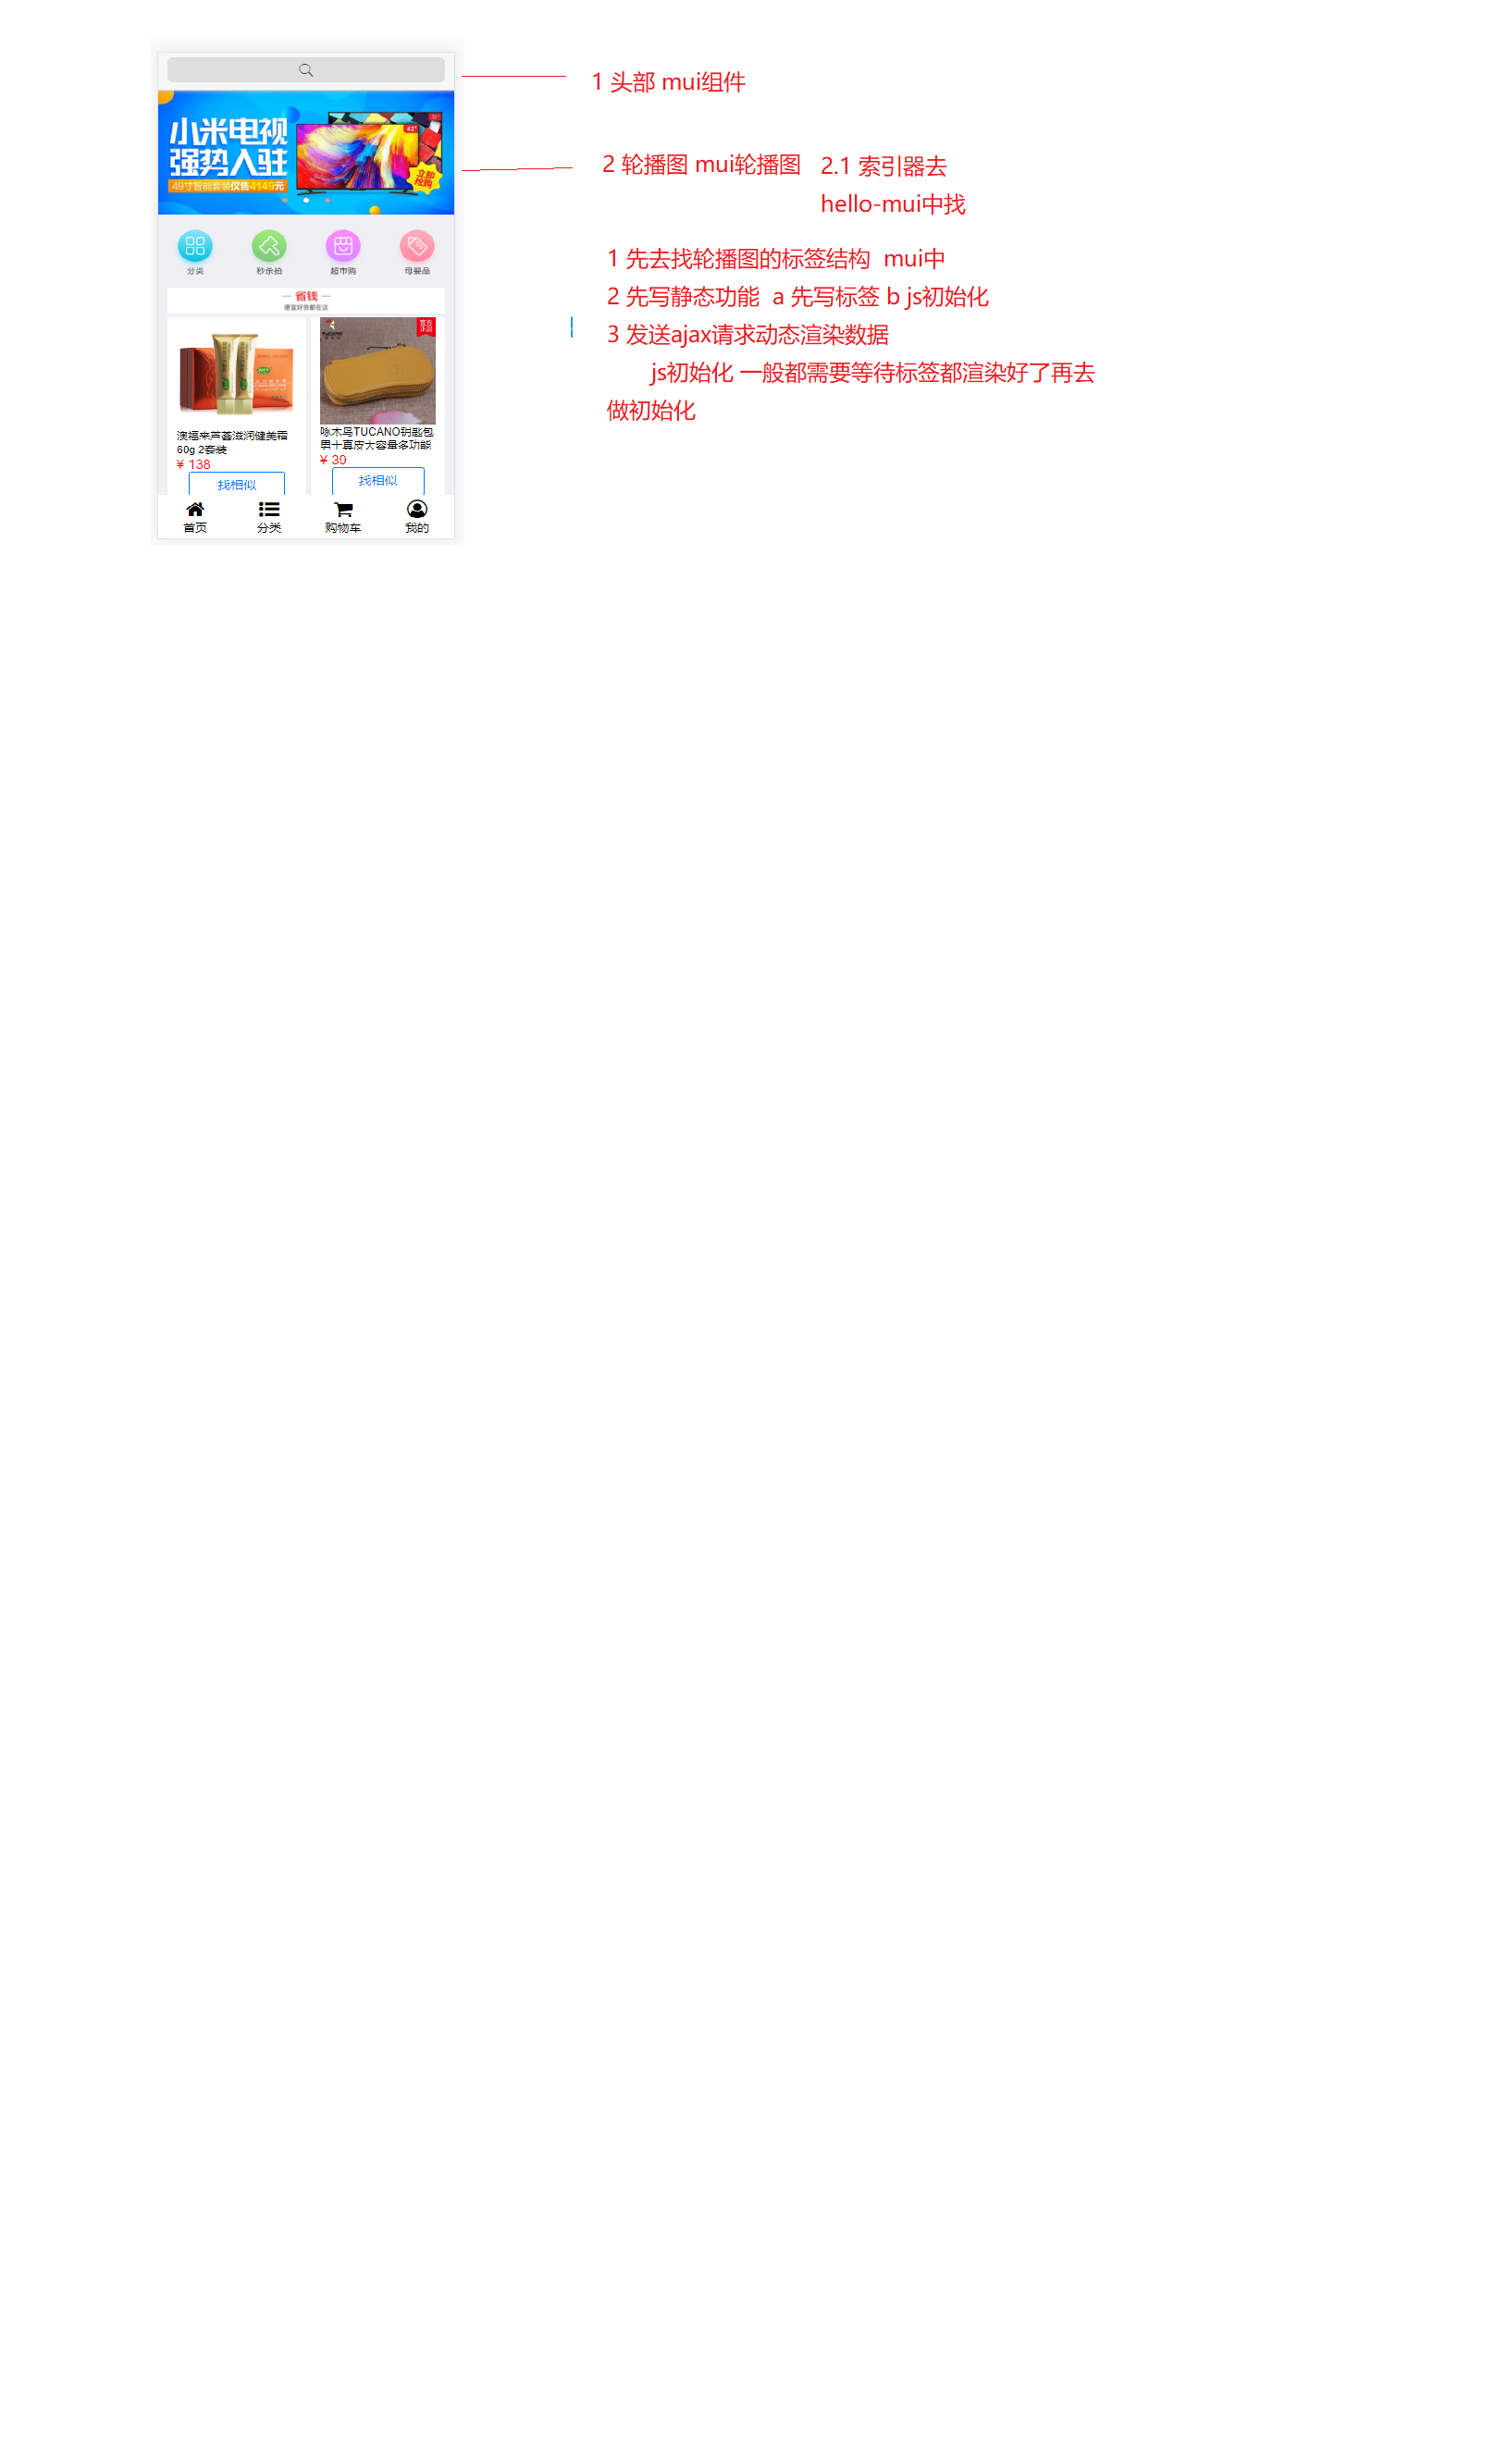 1 头部 mui组件
小米电视
强势入驻
49寸智能套装仅售4149元
立即
抢购
2 轮播图 mui轮播图
2.1 索引器去
hello-mui中找
分类
秒杀拍
超市购
母婴品
省钱
便宜好货都在这
1 先去找轮播图的标签结构 mui中
2 先写静态功能 a 先写标签 b js初始化
3 发送ajax请求动态渲染数据
js初始化 一般都需要等待标签都渲染好了再去
做初始化
官方
正品
TUCANO
澳福来芦荟滋润健美霜
60g 2套装
¥ 138
找相似
啄木鸟TUCANO钥匙包
男士真皮大容量多功能
¥ 30
找相似
首页
分类
购物车
我的